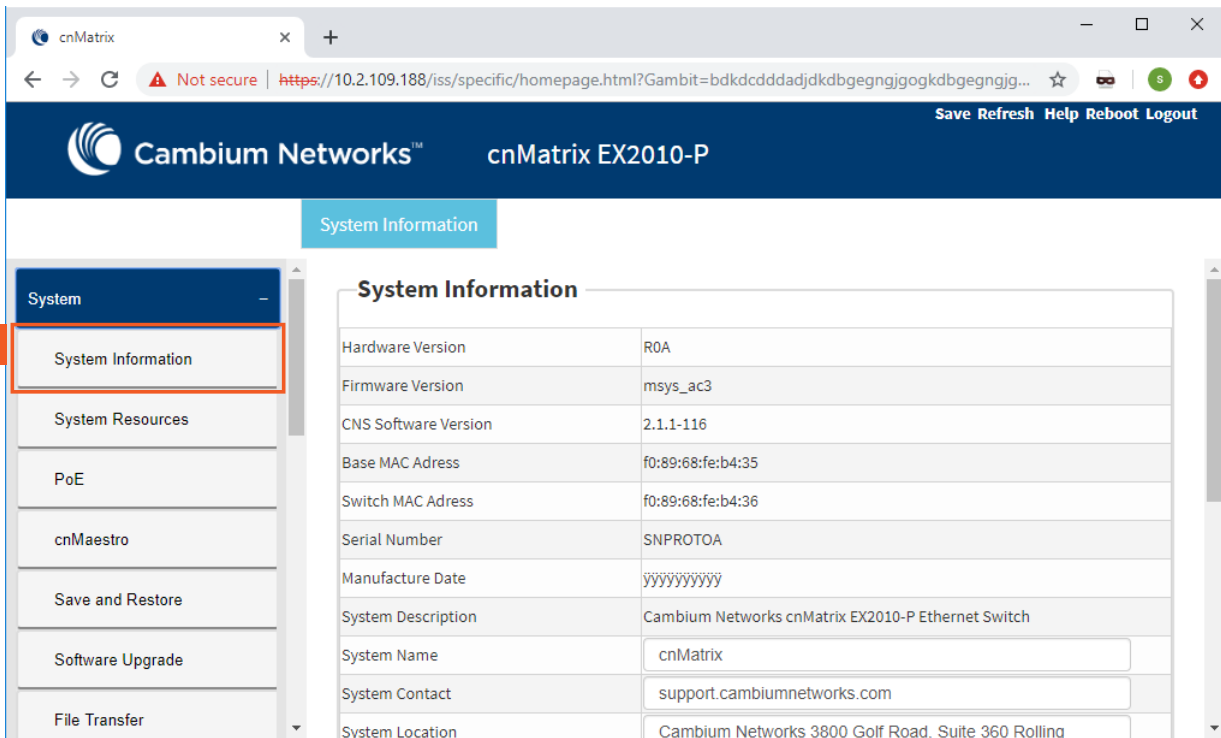 cnMatrix
Not secure | https://10.2.109.188/iss/specific/homepage.html?Gambit=bdkdcdddadjdkdbgegngjgogkdbgegngjg...
S
Save Refresh Help Reboot Logout
Cambium Networks™ cnMatrix EX2010-P
System Information
System –
System Information
System Resources
PoE
cnMaestro
Save and Restore
Software Upgrade
File Transfer
System Information
Hardware Version R0A
Firmware Version msys_ac3
CNS Software Version 2.1.1-116
Base MAC Adress f0:89:68:fe:b4:35
Switch MAC Adress f0:89:68:fe:b4:36
Serial Number SNPROTOA
Manufacture Date ÿÿÿÿÿÿÿÿÿÿ
System Description Cambium Networks cnMatrix EX2010-P Ethernet Switch
System Name cnMatrix
System Contact support.cambiumnetworks.com
System Location Cambium Networks 3800 Golf Road, Suite 360 Rolling